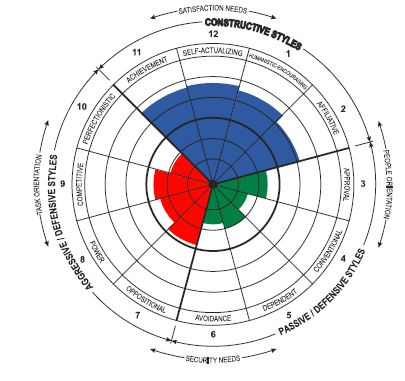 SATISFACTION NEEDS
CONSTRUCTIVE STYLES
12
SELF-ACTUALIZING
1
HUMANISTIC-ENCOURAGING
2
AFFILIATIVE
PEOPLE ORIENTATION
3
APPROVAL
4
CONVENTIONAL
PASSIVE / DEFENSIVE STYLES
5
DEPENDENT
6
AVOIDANCE
SECURITY NEEDS
7
OPPOSITIONAL
8
POWER
AGGRESSIVE / DEFENSIVE STYLES
9
COMPETITIVE
TASK ORIENTATION
10
PERFECTIONISTIC
11
ACHIEVEMENT